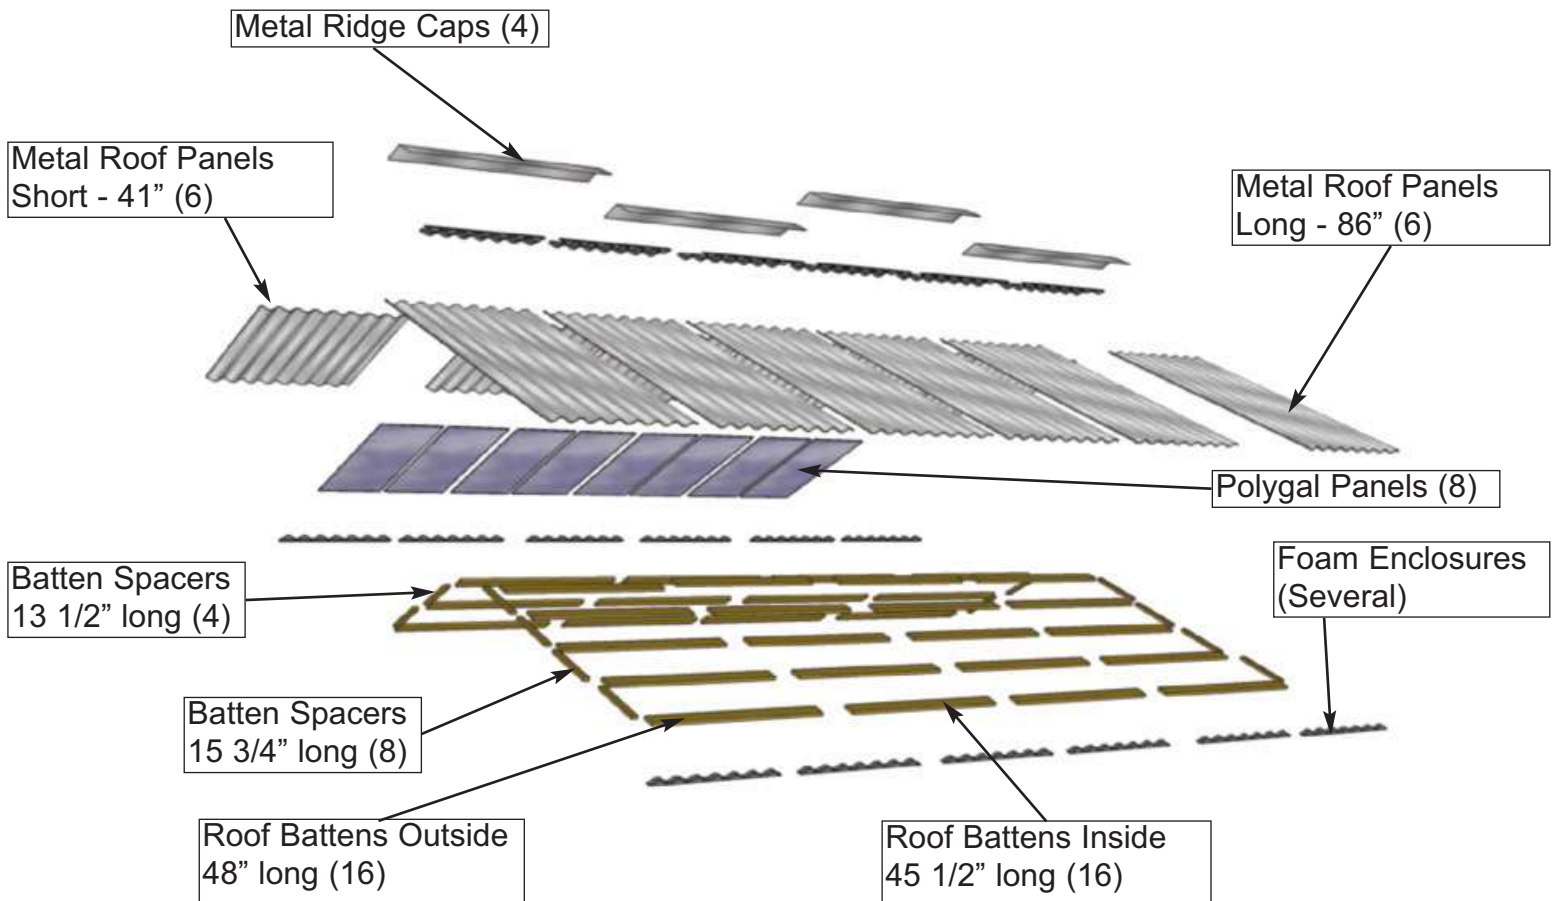 Metal Ridge Caps (4)
Metal Roof Panels
Short - 41” (6)
Metal Roof Panels
Long - 86” (6)
Polygal Panels (8)
Batten Spacers
13 1/2” long (4)
Foam Enclosures
(Several)
Batten Spacers
15 3/4” long (8)
Roof Battens Outside
48” long (16)
Roof Battens Inside
45 1/2” long (16)